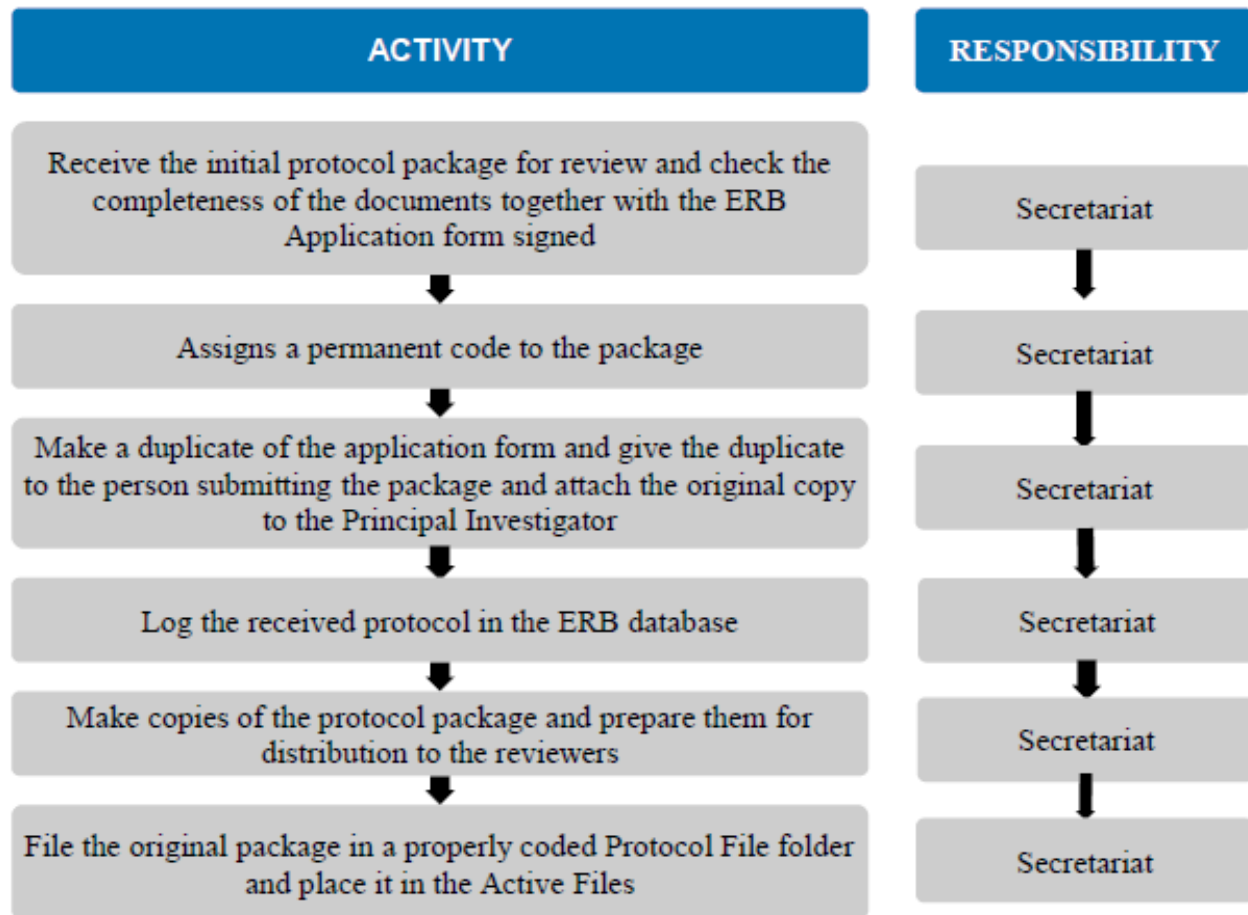 ACTIVITY
RESPONSIBILITY
Receive the initial protocol package for review and check the
completeness of the documents together with the ERB
Application form signed
Secretariat
Assigns a permanent code to the package
Secretariat
Make a duplicate of the application form and give the duplicate
to the person submitting the package and attach the original copy
to the Principal Investigator
Secretariat
Log the received protocol in the ERB database
Secretariat
Make copies of the protocol package and prepare them for
distribution to the reviewers
Secretariat
File the original package in a properly coded Protocol File folder
and place it in the Active Files
Secretariat